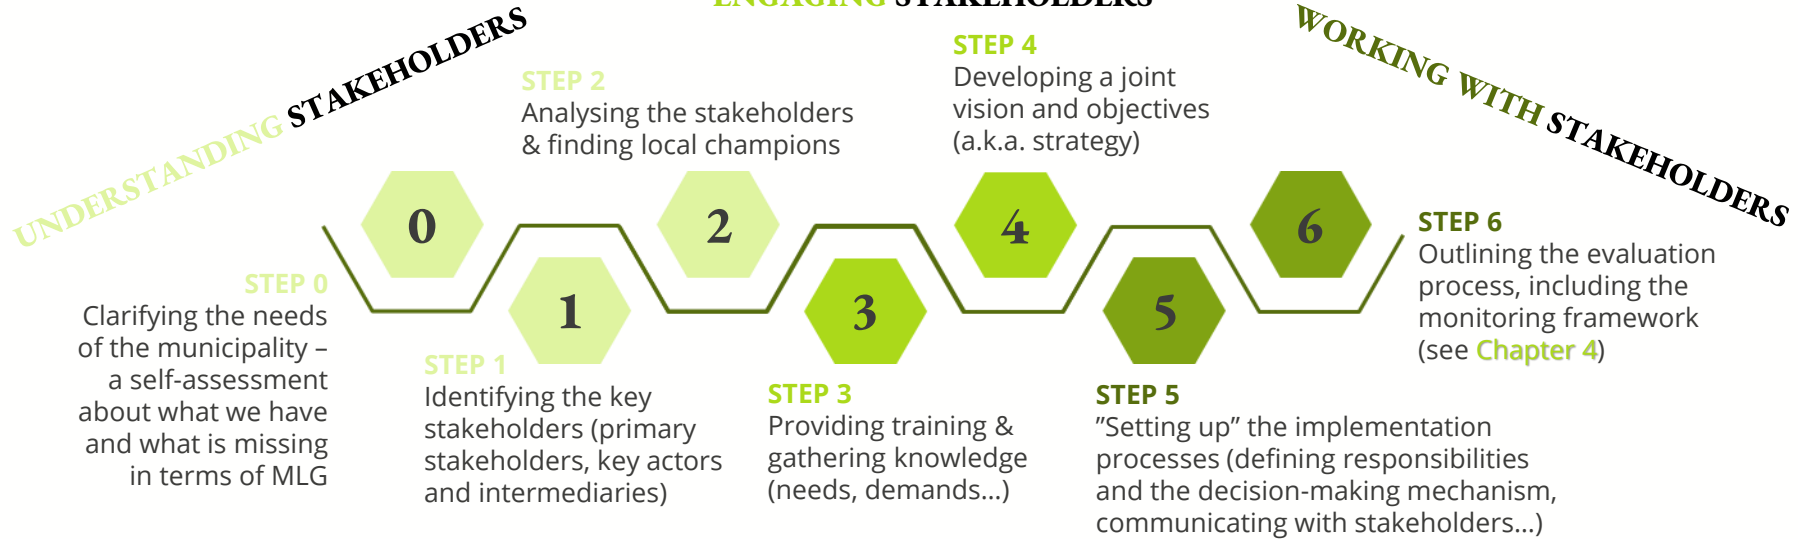 UNDERSTANDING STAKEHOLDERS
ENGAGING STAKEHOLDERS
WORKING WITH STAKEHOLDERS
0
STEP 0
Clarifying the needs
of the municipality –
a self-assessment
about what we have
and what is missing
in terms of MLG
1
STEP 1
Identifying the key
stakeholders (primary
stakeholders, key actors
and intermediaries)
STEP 2
Analysing the stakeholders
& finding local champions
2
3
STEP 3
Providing training &
gathering knowledge
(needs, demands...)
STEP 4
Developing a joint
vision and objectives
(a.k.a. strategy)
4
5
STEP 5
”Setting up” the implementation
processes (defining responsibilities
and the decision-making mechanism,
communicating with stakeholders...)
6
STEP 6
Outlining the evaluation
process, including the
monitoring framework
(see Chapter 4)